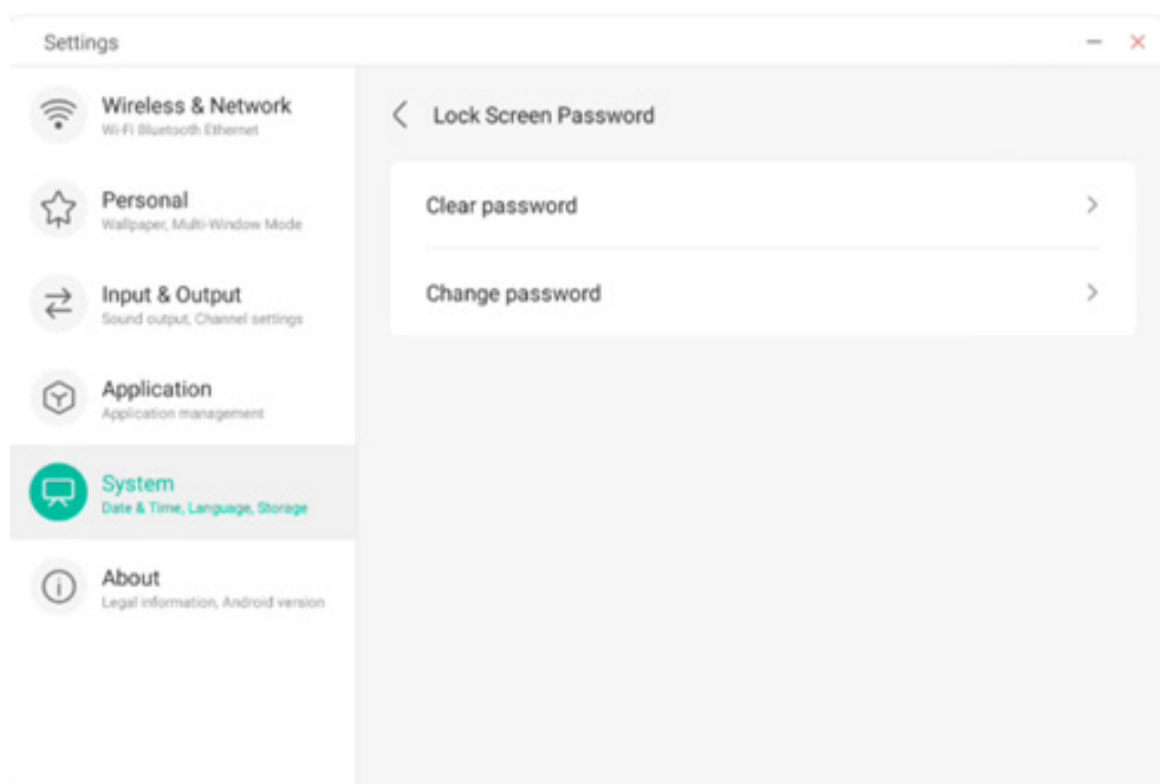 Settings
Wireless & Network
Wi-Fi Bluetooth Ethernet
Personal
Wallpaper, Multi-Window Mode
Input & Output
Sound output, Channel settings
Application
Application management
System
Date & Time, Language, Storage
About
Legal information, Android version
Lock Screen Password
Clear password
Change password